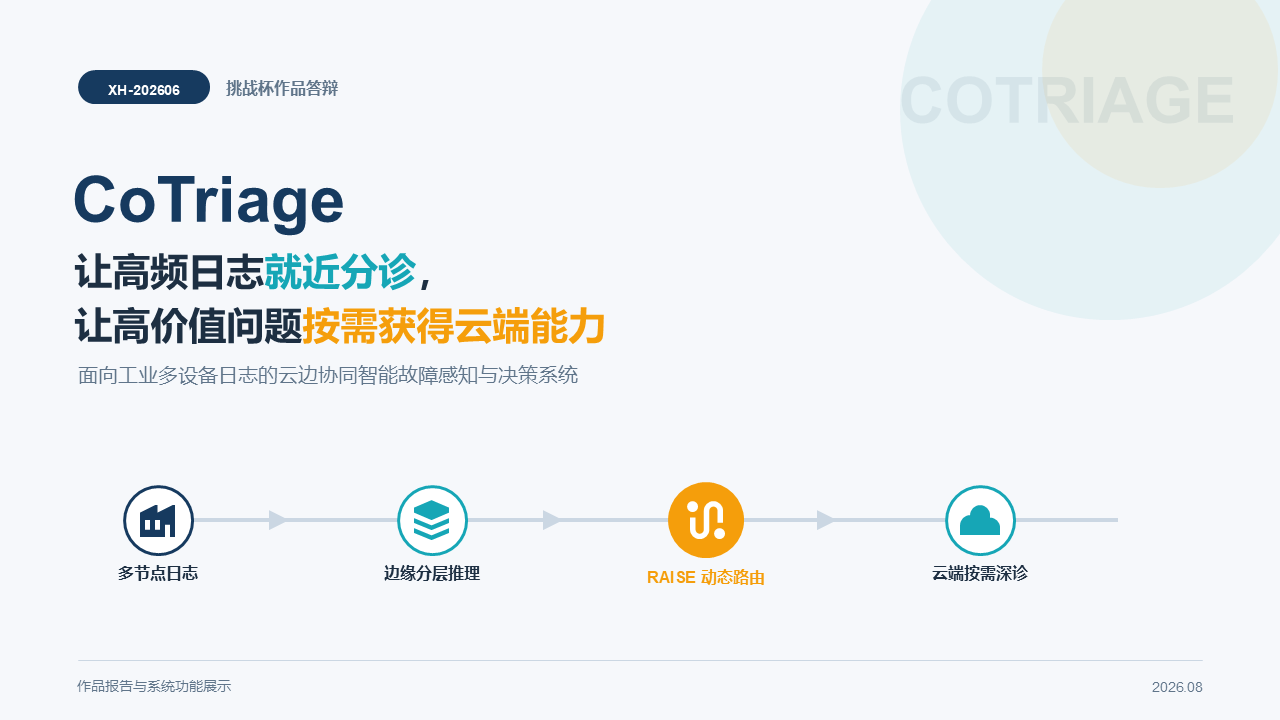 XH-202606 挑战杯作品答辩
COTRIAGE
CoTriage
让高频日志就近分诊，
让高价值问题按需获得云端能力
面向工业多设备日志的云边协同智能故障感知与决策系统
多节点日志
边缘分层推理
RAISE 动态路由
云端按需深诊
作品报告与系统功能展示
2026.08